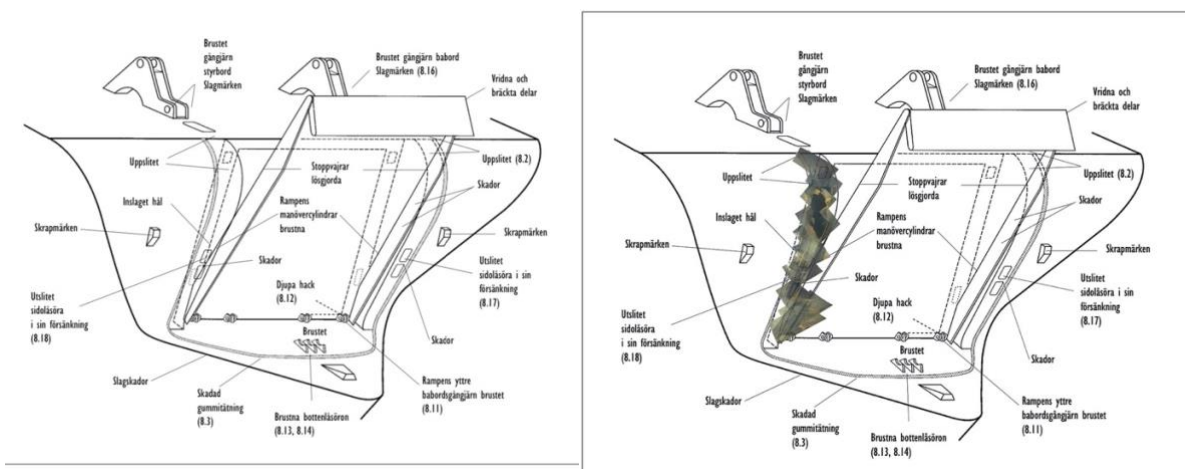 Brustet
gångjärn
styrbord
Slagmärken
Brustet gångjärn babord
Slagmärken (8.16)
Vridna och
bräckta delar
Uppslitet
Stoppvajrar
lösgjorda
Uppslitet (8.2)
Skador
Inslaget hål
Rampens
manövercylindrar
brustna
Skrapmärken
Skrapmärken
Skador
Utslitet
sidolåsöra i sin
försänkning
(8.17)
Djupa hack
(8.12)
Utslitet
sidolåsöra
i sin försänkning
(8.18)
Brustet
Skador
Slagskador
Skadad
gummitätning
(8.3)
Brustna bottenlåsöron
(8.13, 8.14)
Rampens yttre
babordsgångjärn brustet
(8.11)
Brustet
gångjärn
styrbord
Slagmärken
Brustet gångjärn babord
Slagmärken (8.16)
Vridna och
bräckta delar
Uppslitet
Stoppvajrar
lösgjorda
Uppslitet
(8.2)
Skador
Inslaget hål
Rampens
manövercylindrar
brustna
Skrapmärken
Skrapmärken
Skador
Utslitet
sidolåsöra i sin
försänkning
(8.17)
Djupa hack
(8.12)
Utslitet
sidolåsöra
i sin försänkning
(8.18)
Brustet
Skador
Slagskador
Skadad
gummitätning
(8.3)
Brustna bottenlåsöron
(8.13, 8.14)
Rampens yttre
babordsgångjärn brustet
(8.11)